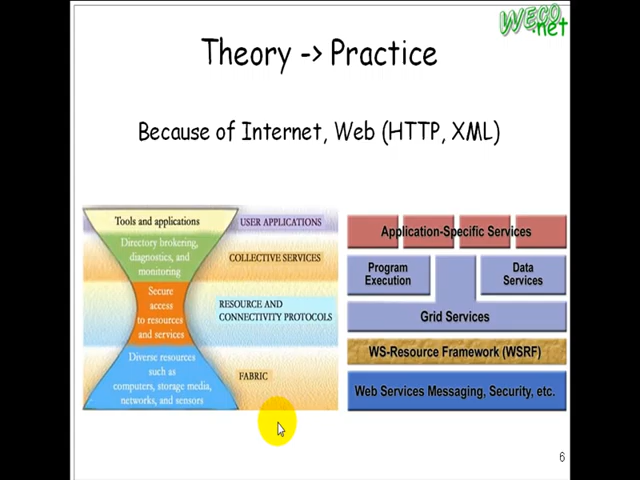 WECO
.net
Theory -> Practice
Because of Internet, Web (HTTP, XML)
Tools and applications
USER APPLICATIONS
Directory brokering,
diagnostics, and
monitoring
COLLECTIVE SERVICES
Secure
access
to resources
and services
RESOURCE AND
CONNECTIVITY PROTOCOLS
Diverse resources
such as
computers, storage media,
networks, and sensors
FABRIC
Application-Specific Services
Program
Execution
Data
Services
Grid Services
WS-Resource Framework (WSRF)
Web Services Messaging, Security, etc.
6